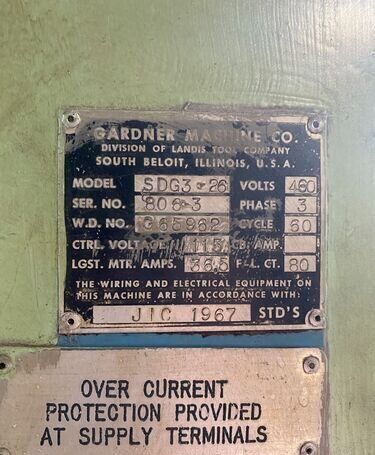 GARDNER MACHINE CO.
DIVISION OF LANDIS TOOL COMPANY
SOUTH BELOIT, ILLINOIS, U.S.A.
MODEL SDG3-26 VOLTS 460
SER. NO. 806-3 PHASE 3
W.D. NO. G65962 CYCLE 60
CTRL. VOLTAGE 115 CB. AMP.
LGST. MTR. AMPS. 36.5 F.L. CT. 80
THE WIRING AND ELECTRICAL EQUIPMENT ON
THIS MACHINE ARE IN ACCORDANCE WITH:
JIC 1967 STD'S
OVER CURRENT
PROTECTION PROVIDED
AT SUPPLY TERMINALS